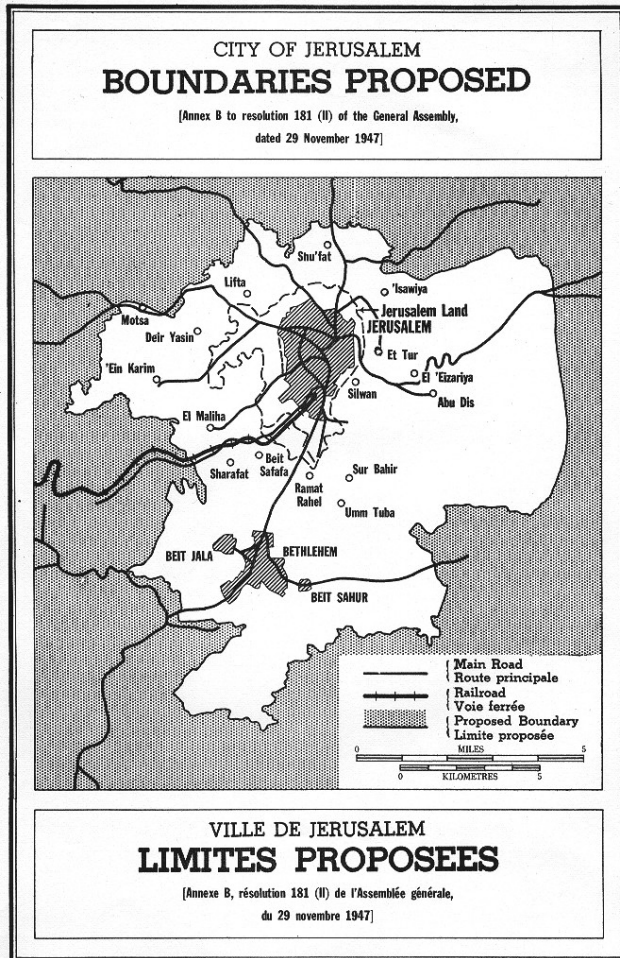 CITY OF JERUSALEM
BOUNDARIES PROPOSED
[Annex B to resolution 181 (II) of the General Assembly,
dated 29 November 1947]
Shu'fat
Lifta
'Isawiya
Motsa
Jerusalem Land
JERUSALEM
Deir Yasin
Et Tur
'Ein Karim
El 'Eizariya
Silwan
Abu Dis
El Maliha
Sharafat
Beit
Safafa
Ramat
Rahel
Sur Bahir
Umm Tuba
BEIT JALA
BETHLEHEM
BEIT SAHUR
Main Road
Route principale
Railroad
Voie ferrée
Proposed Boundary
Limite proposée
0 MILES 5
0 KILOMETRES 5
VILLE DE JERUSALEM
LIMITES PROPOSEES
[Annexe B, résolution 181 (II) de l'Assemblée générale,
du 29 novembre 1947]